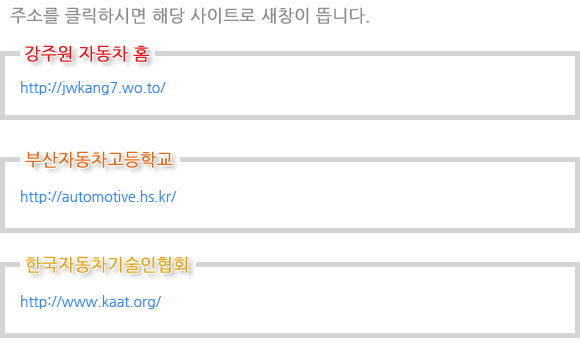 주소를 클릭하시면 해당 사이트로 새창이 뜹니다.
강주원 자동차 홈
http://jwkang7.wo.to/
부산자동차고등학교
http://automotive.hs.kr/
한국자동차기술인협회
http://www.kaat.org/